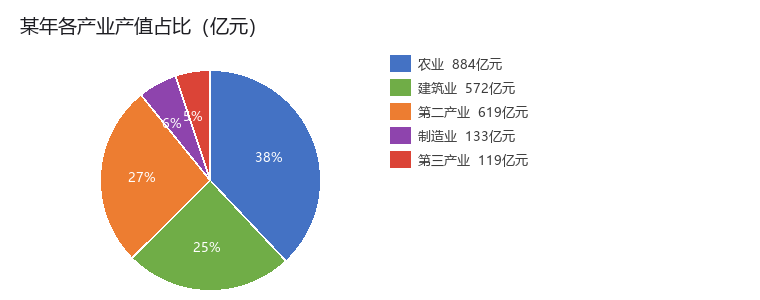 某年各产业产值占比（亿元）
农业 884亿元
建筑业 572亿元
第二产业 619亿元
制造业 133亿元
第三产业 119亿元
38%
25%
27%
6%
5%